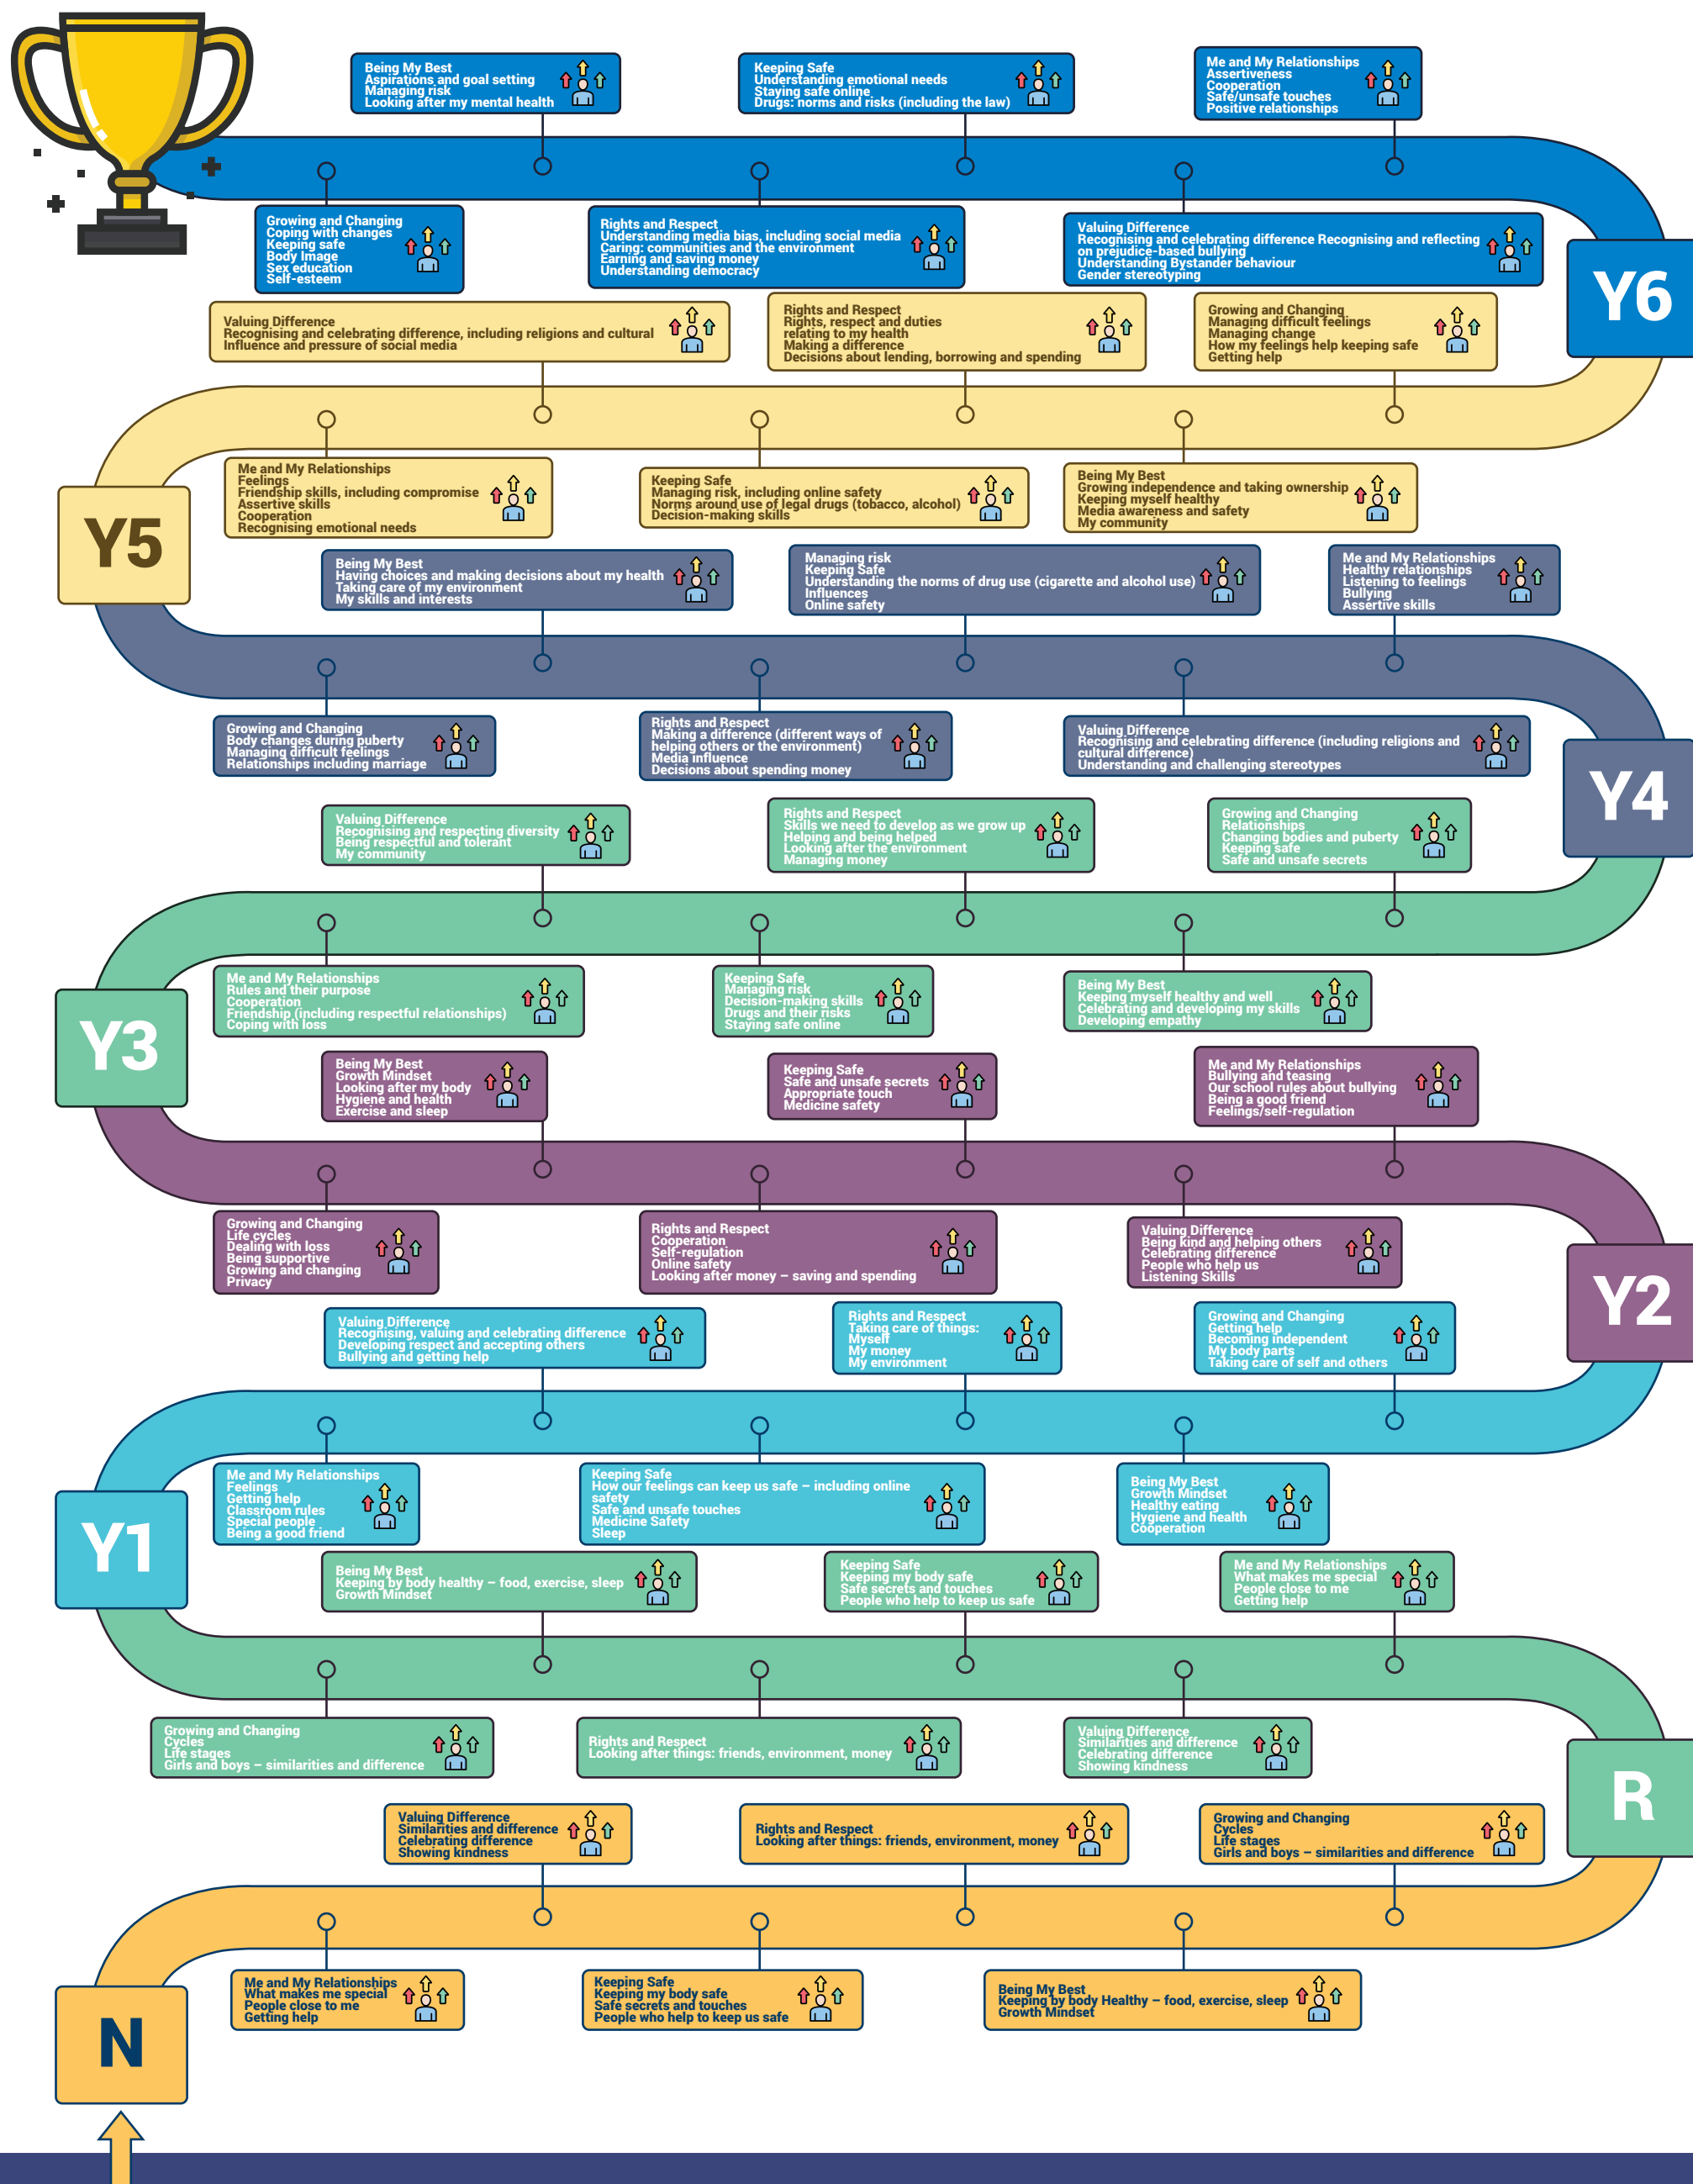 Being My Best
Aspirations and goal setting
Managing risk
Looking after my mental health
Keeping Safe
Understanding emotional needs
Staying safe online
Drugs: norms and risks (including the law)
Me and My Relationships
Assertiveness
Cooperation
Safe/unsafe touches
Positive relationships
Growing and Changing
Coping with changes
Keeping safe
Body Image
Sex education
Self-esteem
Rights and Respect
Understanding media bias, including social media
Caring: communities and the environment
Earning and saving money
Understanding democracy
Valuing Difference
Recognising and celebrating difference Recognising and reflecting
on prejudice-based bullying
Understanding Bystander behaviour
Gender stereotyping
Y6
Valuing Difference
Recognising and celebrating difference, including religions and cultural
Influence and pressure of social media
Rights and Respect
Rights, respect and duties
relating to my health
Making a difference
Decisions about lending, borrowing and spending
Growing and Changing
Managing difficult feelings
Managing change
How my feelings help keeping safe
Getting help
Me and My Relationships
Feelings
Friendship skills, including compromise
Assertive skills
Cooperation
Recognising emotional needs
Keeping Safe
Managing risk, including online safety
Norms around use of legal drugs (tobacco, alcohol)
Decision-making skills
Being My Best
Growing independence and taking ownership
Keeping myself healthy
Media awareness and safety
My community
Y5
Being My Best
Having choices and making decisions about my health
Taking care of my environment
My skills and interests
Managing risk
Keeping Safe
Understanding the norms of drug use (cigarette and alcohol use)
Influences
Online safety
Me and My Relationships
Healthy relationships
Listening to feelings
Bullying
Assertive skills
Growing and Changing
Body changes during puberty
Managing difficult feelings
Relationships including marriage
Rights and Respect
Making a difference (different ways of
helping others or the environment)
Media influence
Decisions about spending money
Valuing Difference
Recognising and celebrating difference (including religions and
cultural difference)
Understanding and challenging stereotypes
Y4
Valuing Difference
Recognising and respecting diversity
Being respectful and tolerant
My community
Rights and Respect
Skills we need to develop as we grow up
Helping and being helped
Looking after the environment
Managing money
Growing and Changing
Relationships
Changing bodies and puberty
Keeping safe
Safe and unsafe secrets
Me and My Relationships
Rules and their purpose
Cooperation
Friendship (including respectful relationships)
Coping with loss
Keeping Safe
Managing risk
Decision-making skills
Drugs and their risks
Staying safe online
Being My Best
Keeping myself healthy and well
Celebrating and developing my skills
Developing empathy
Y3
Being My Best
Growth Mindset
Looking after my body
Hygiene and health
Exercise and sleep
Keeping Safe
Safe and unsafe secrets
Appropriate touch
Medicine safety
Me and My Relationships
Bullying and teasing
Our school rules about bullying
Being a good friend
Feelings/self-regulation
Growing and Changing
Life cycles
Dealing with loss
Being supportive
Growing and changing
Privacy
Rights and Respect
Cooperation
Self-regulation
Online safety
Looking after money – saving and spending
Valuing Difference
Being kind and helping others
Celebrating difference
People who help us
Listening Skills
Y2
Valuing Difference
Recognising, valuing and celebrating difference
Developing respect and accepting others
Bullying and getting help
Rights and Respect
Taking care of things:
Myself
My money
My environment
Growing and Changing
Getting help
Becoming independent
My body parts
Taking care of self and others
Me and My Relationships
Feelings
Getting help
Classroom rules
Special people
Being a good friend
Keeping Safe
How our feelings can keep us safe – including online
safety
Safe and unsafe touches
Medicine Safety
Sleep
Being My Best
Growth Mindset
Healthy eating
Hygiene and health
Cooperation
Y1
Being My Best
Keeping by body healthy – food, exercise, sleep
Growth Mindset
Keeping Safe
Keeping my body safe
Safe secrets and touches
People who help to keep us safe
Me and My Relationships
What makes me special
People close to me
Getting help
Growing and Changing
Cycles
Life stages
Girls and boys – similarities and difference
Rights and Respect
Looking after things: friends, environment, money
Valuing Difference
Similarities and difference
Celebrating difference
Showing kindness
R
Valuing Difference
Similarities and difference
Celebrating difference
Showing kindness
Rights and Respect
Looking after things: friends, environment, money
Growing and Changing
Cycles
Life stages
Girls and boys – similarities and difference
Me and My Relationships
What makes me special
People close to me
Getting help
Keeping Safe
Keeping my body safe
Safe secrets and touches
People who help to keep us safe
Being My Best
Keeping by body Healthy – food, exercise, sleep
Growth Mindset
N